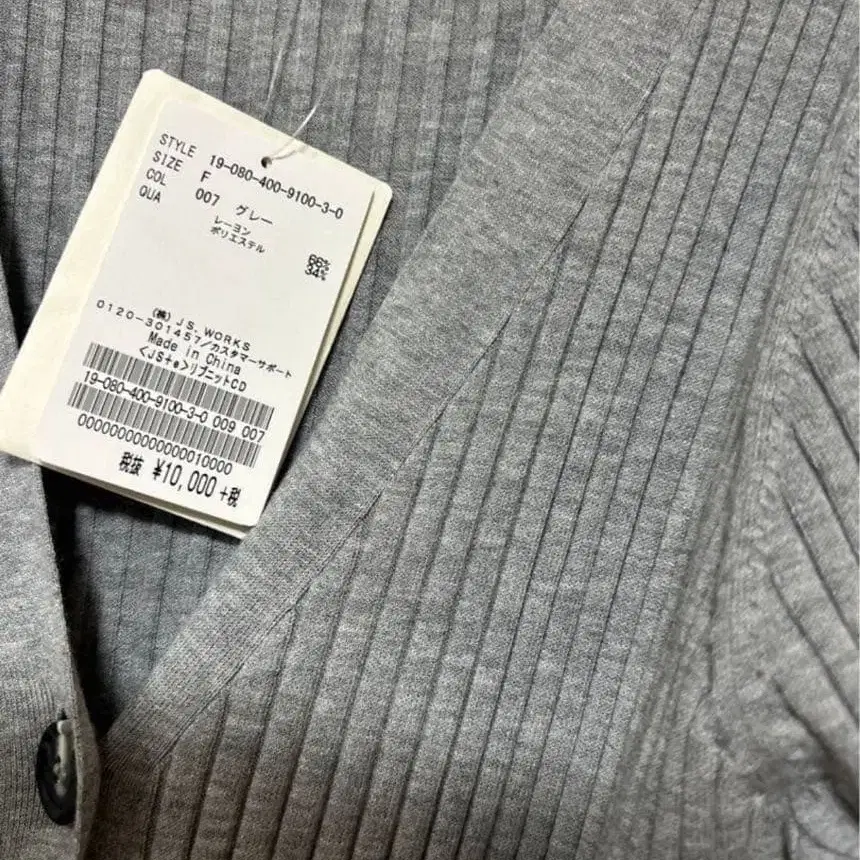 STYLE 19-080-400-9100-3-0
SIZE F
COL 007 グレー
QUA レーヨン 66%
ポリエステル 34%
(株) J.S. WORKS
0120-301457/カスタマーサポート
Made in China
<JS+e>リブニットCD
19-080-400-9100-3-0 009 007
0000000000000010000
税抜 ¥10,000 +税